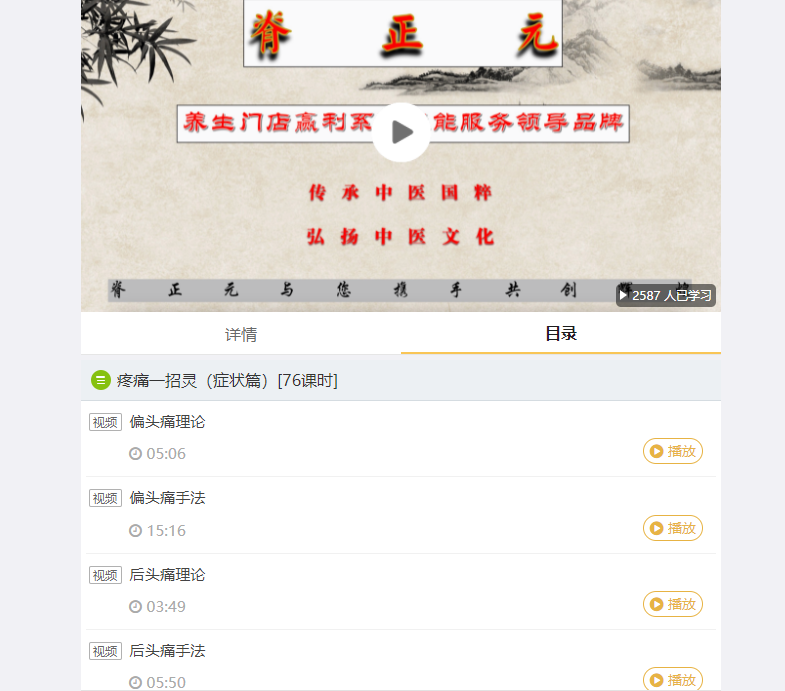 脊正元
养生门店赢利系 能服务领导品牌
传承中医国粹
弘扬中医文化
脊正元与您携手共创
2587 人已学习
详情
目录
疼痛一招灵（症状篇）[76课时]
视频 偏头痛理论
05:06
播放
视频 偏头痛手法
15:16
播放
视频 后头痛理论
03:49
播放
视频 后头痛手法
05:50
播放